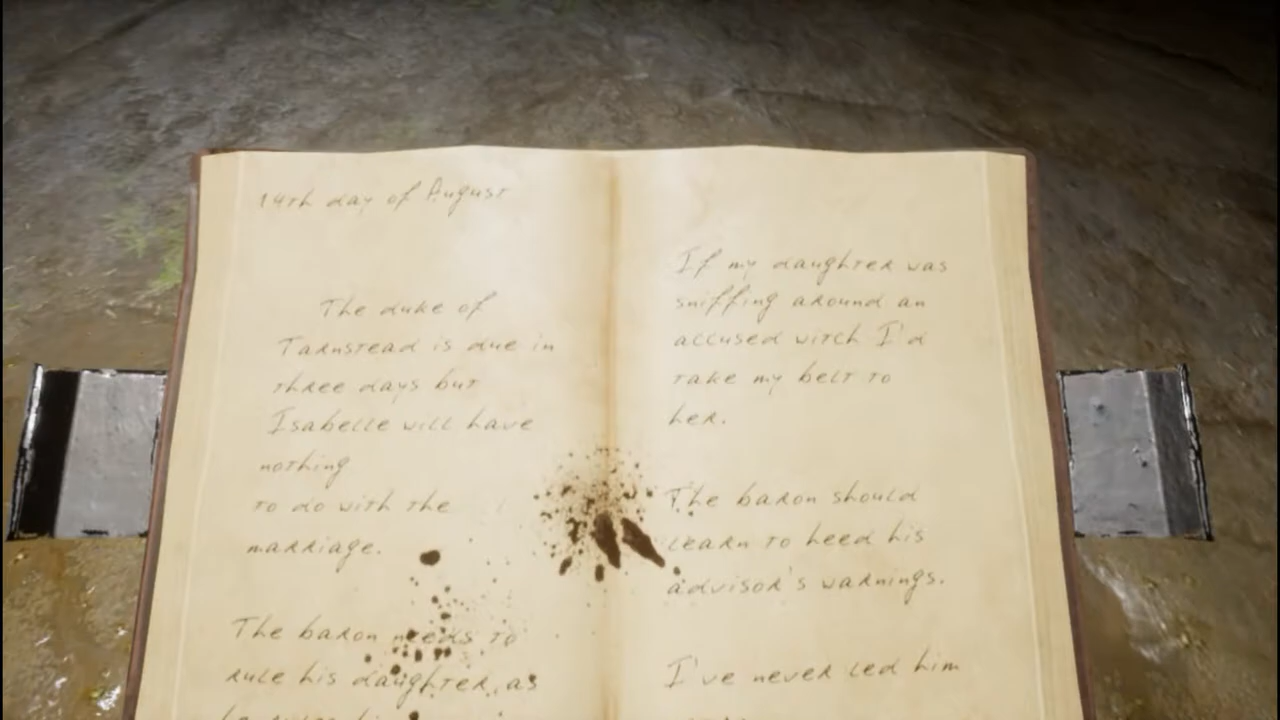 14th day of August
The duke of
Tarnstead is due in
three days but
Isabelle will have
nothing
to do with the
marriage.
The baron needs to
rule his daughter, as
If my daughter was
sniffing around an
accused witch I'd
take my belt to
her.
The baron should
learn to heed his
advisor's warnings.
I've never led him